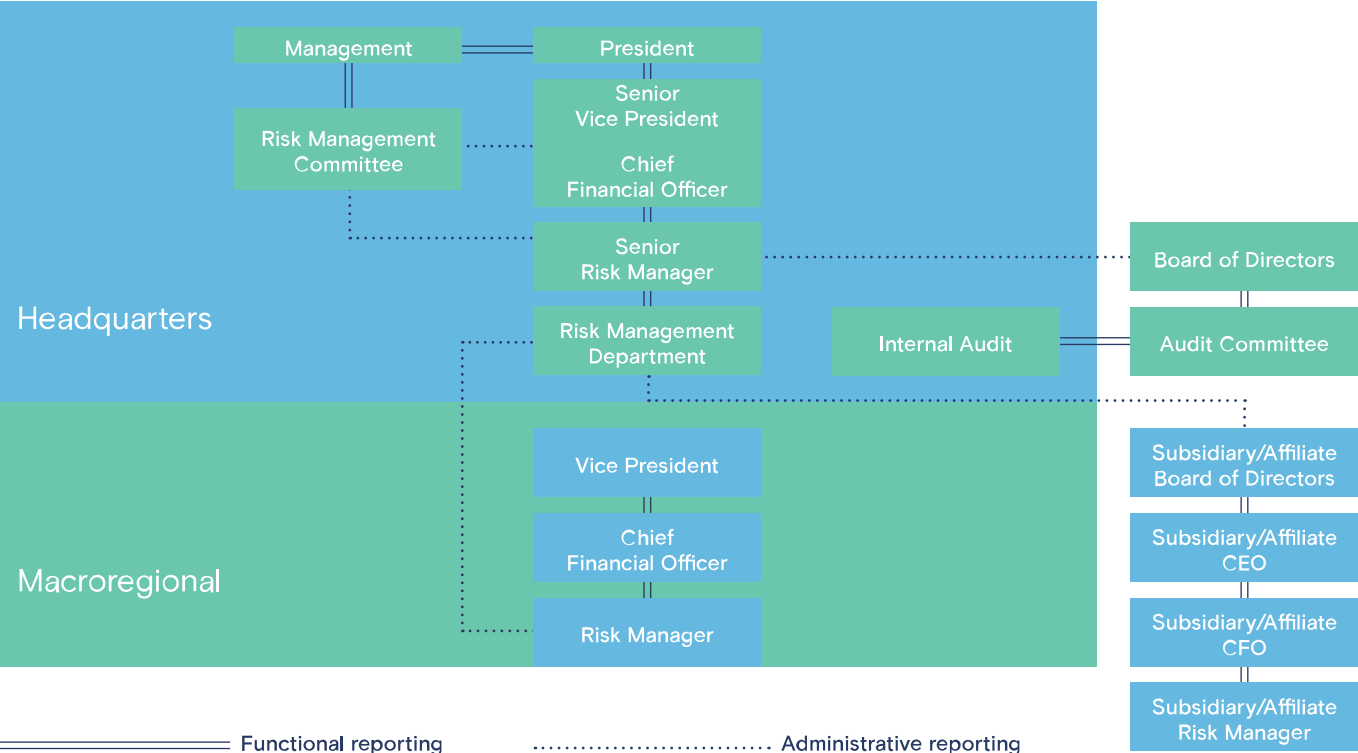 Management
President
Senior
Vice President
Chief
Financial Officer
Risk Management
Committee
Senior
Risk Manager
Board of Directors
Headquarters
Risk Management
Department
Internal Audit
Audit Committee
Vice President
Subsidiary/Affiliate
Board of Directors
Chief
Financial Officer
Subsidiary/Affiliate
CEO
Macroregional
Risk Manager
Subsidiary/Affiliate
CFO
Subsidiary/Affiliate
Risk Manager
Functional reporting
Administrative reporting